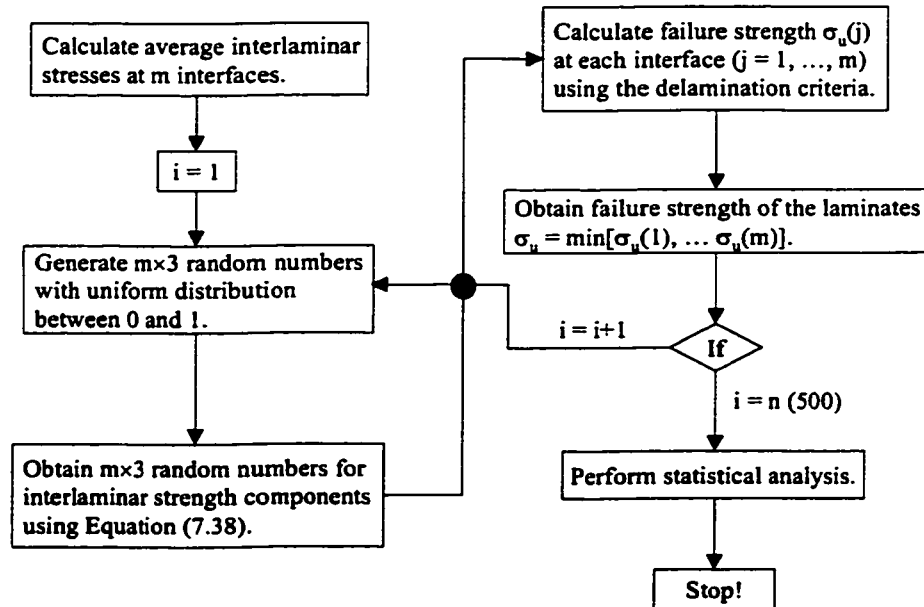 Calculate average interlaminar
stresses at m interfaces.
i = 1
Generate m×3 random numbers
with uniform distribution
between 0 and 1.
Obtain m×3 random numbers for
interlaminar strength components
using Equation (7.38).
Calculate failure strength σu(j)
at each interface (j = 1, ..., m)
using the delamination criteria.
Obtain failure strength of the laminates
σu = min[σu(1), ... σu(m)].
i = i+1
If
i = n (500)
Perform statistical analysis.
Stop!